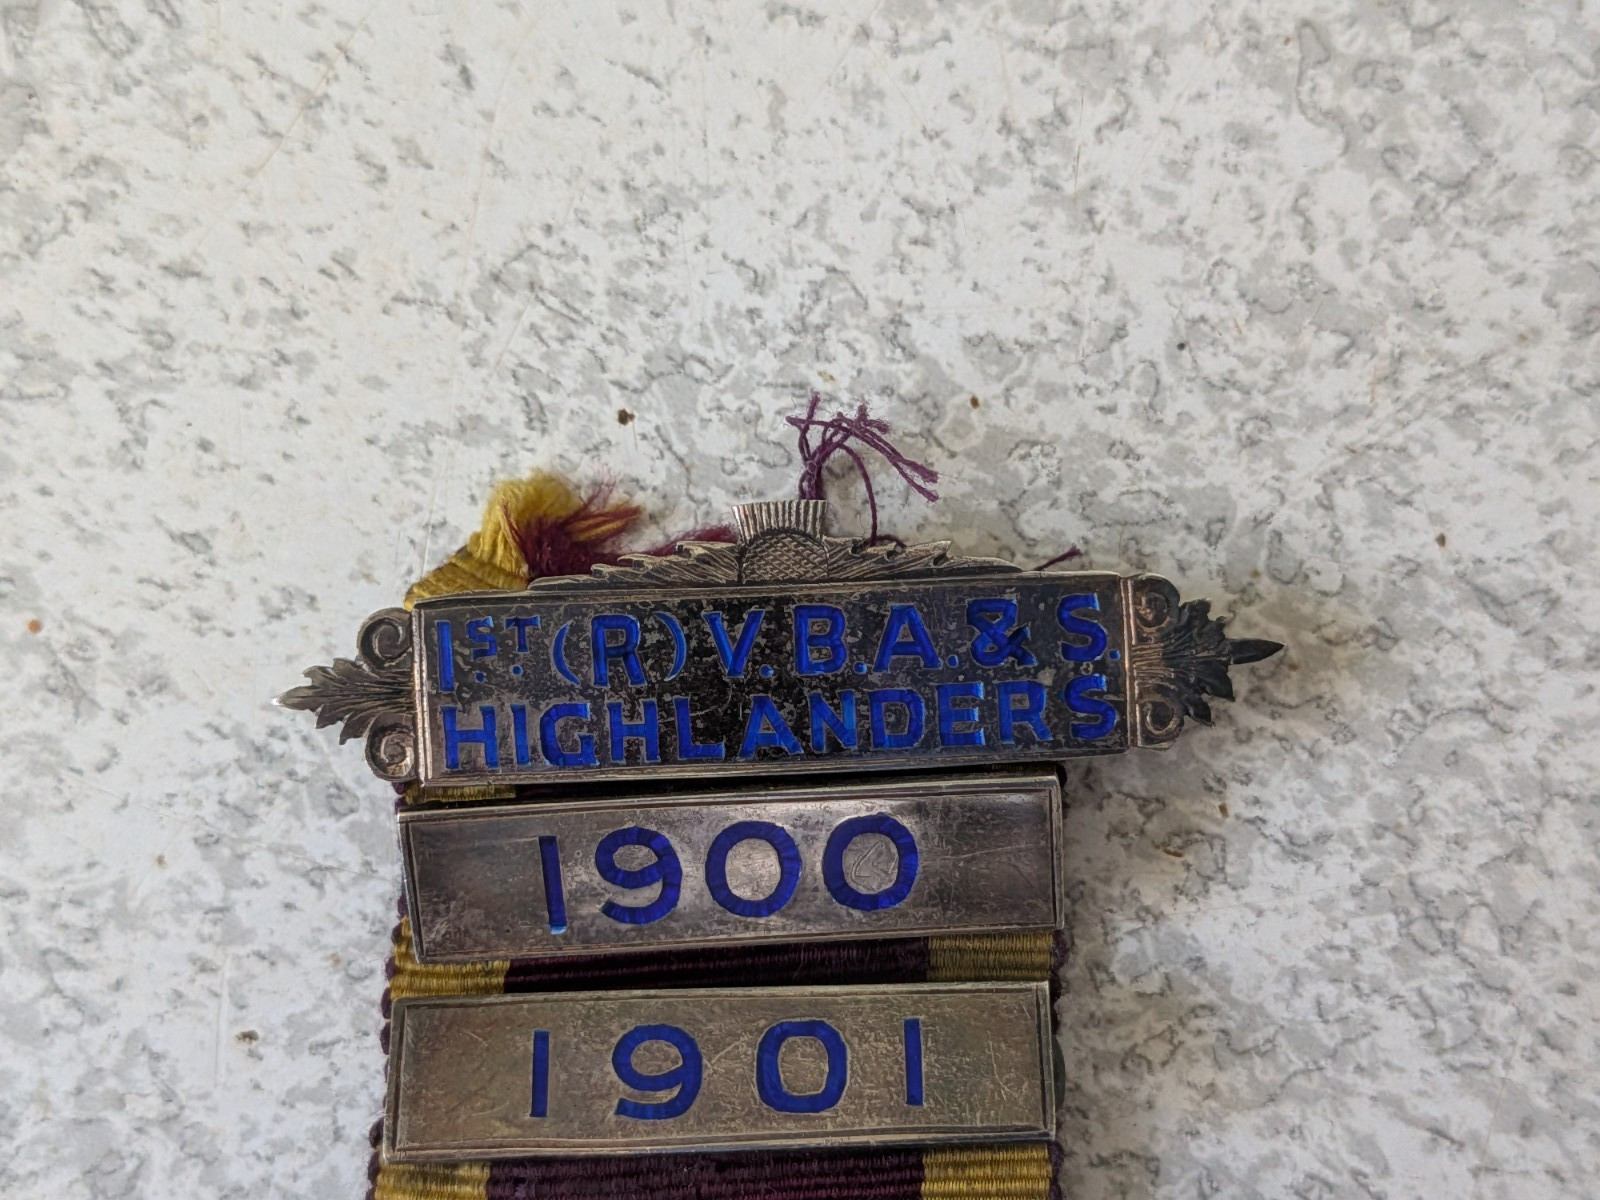 1ST. (R) V.B.A. & S.
HIGHLANDERS
1900
1901